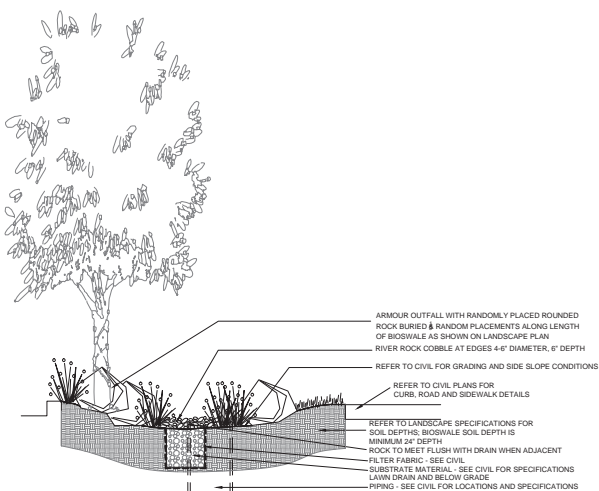 ARMOUR OUTFALL WITH RANDOMLY PLACED ROUNDED
ROCK BURIED & RANDOM PLACEMENTS ALONG LENGTH
OF BIOSWALE AS SHOWN ON LANDSCAPE PLAN
RIVER ROCK COBBLE AT EDGES 4-6" DIAMETER, 6" DEPTH
REFER TO CIVIL FOR GRADING AND SIDE SLOPE CONDITIONS
REFER TO CIVIL PLANS FOR
CURB, ROAD AND SIDEWALK DETAILS
REFER TO LANDSCAPE SPECIFICATIONS FOR
SOIL DEPTHS; BIOSWALE SOIL DEPTH IS
MINIMUM 24" DEPTH
ROCK TO MEET FLUSH WITH DRAIN WHEN ADJACENT
FILTER FABRIC - SEE CIVIL
SUBSTRATE MATERIAL - SEE CIVIL FOR SPECIFICATIONS
LAWN DRAIN AND BELOW GRADE
PIPING - SEE CIVIL FOR LOCATIONS AND SPECIFICATIONS